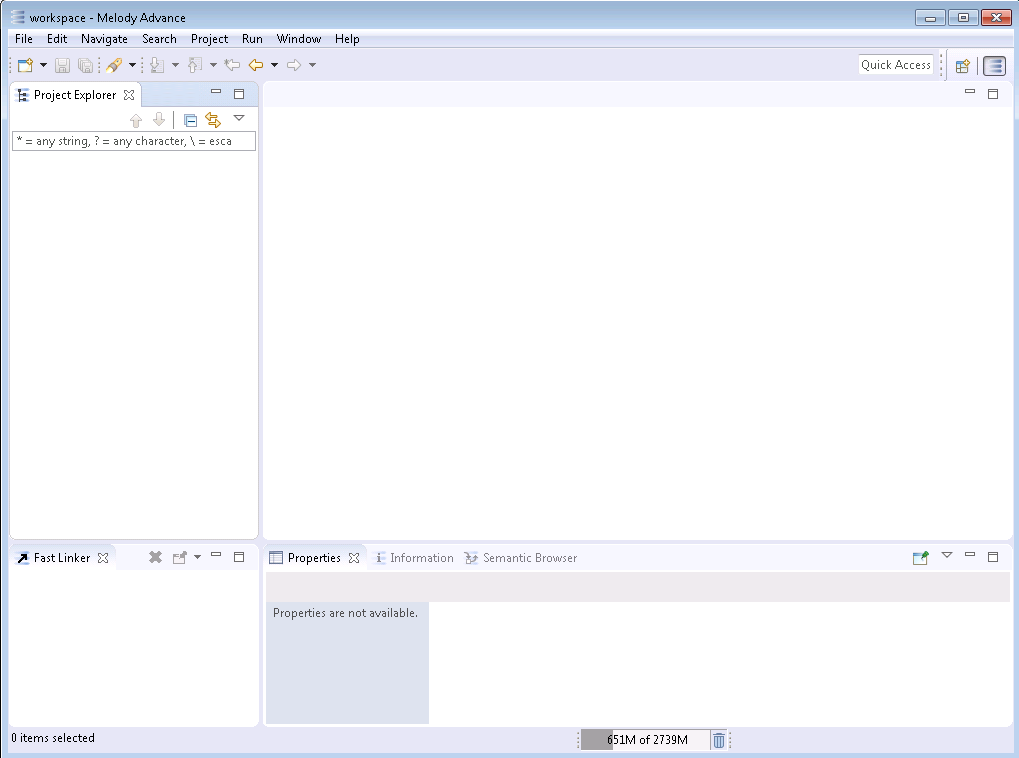 workspace - Melody Advance
File Edit Navigate Search Project Run Window Help
Quick Access
Project Explorer
* = any string, ? = any character, \ = esca
Fast Linker
Properties Information Semantic Browser
Properties are not available.
0 items selected
651M of 2739M